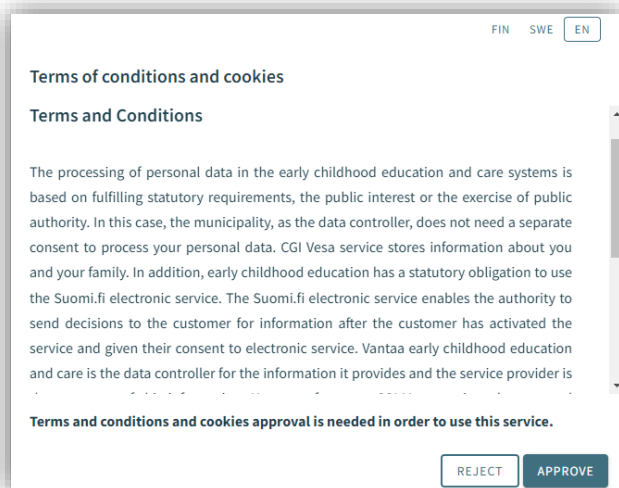 FIN SWE EN
Terms of conditions and cookies
Terms and Conditions
The processing of personal data in the early childhood education and care systems is
based on fulfilling statutory requirements, the public interest or the exercise of public
authority. In this case, the municipality, as the data controller, does not need a separate
consent to process your personal data. CGI Vesa service stores information about you
and your family. In addition, early childhood education has a statutory obligation to use
the Suomi.fi electronic service. The Suomi.fi electronic service enables the authority to
send decisions to the customer for information after the customer has activated the
service and given their consent to electronic service. Vantaa early childhood education
and care is the data controller for the information it provides and the service provider is
Terms and conditions and cookies approval is needed in order to use this service.
REJECT APPROVE